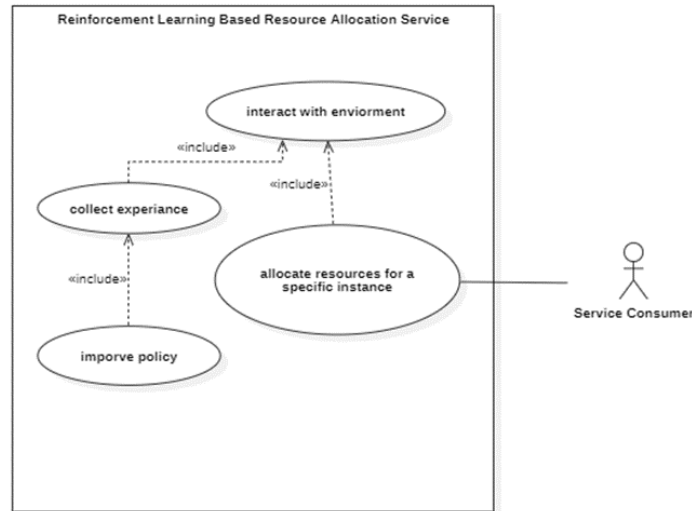 Reinforcement Learning Based Resource Allocation Service
interact with enviorment
«include»
«include»
collect experiance
allocate resources for a
specific instance
«include»
Service Consumer
imporve policy